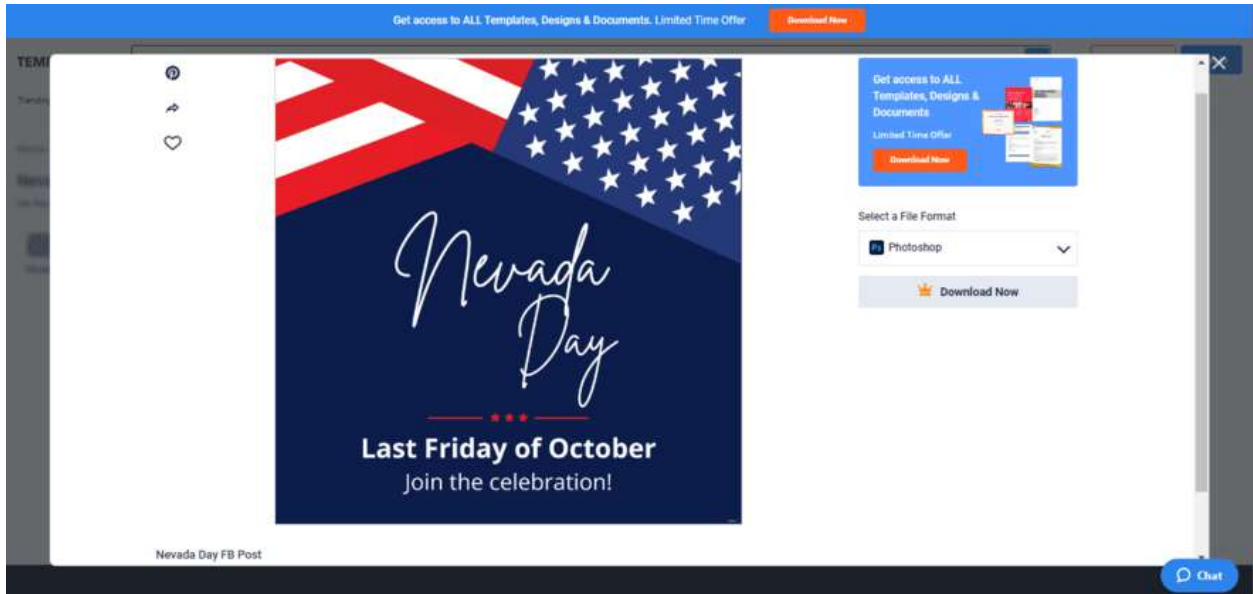 Get access to ALL Templates, Designs & Documents. Limited Time Offer
Download Now
TEM
Get access to ALL
Templates, Designs &
Documents
Limited Time Offer
Download Now
Select a File Format
Ps Photoshop
Download Now
Nevada
Day
Last Friday of October
Join the celebration!
Nevada Day FB Post
Chat